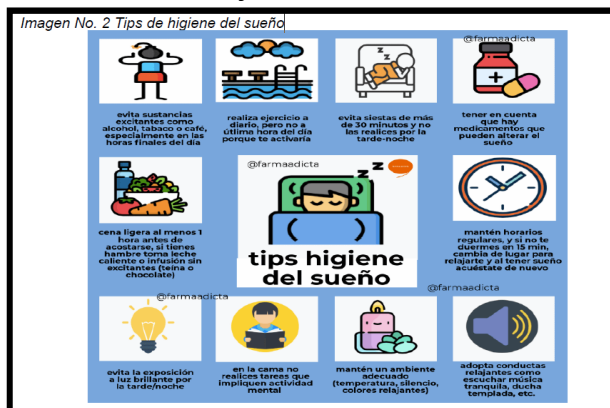 Imagen No. 2 Tips de higiene del sueño
@farmaadicta
evita sustancias
excitantes como
alcohol, tabaco o café,
especialmente en las
horas finales del día
realiza ejercicio a
diario, pero no a
útlima hora del día
porque te activaría
evita siestas de más
de 30 minutos y no
las realices por la
tarde-noche
tener en cuenta
que hay
medicamentos que
pueden alterar el
sueño
@farmaadicta
z z
tips higiene
del sueño
cena ligera al menos 1
hora antes de
acostarse, si tienes
hambre toma leche
caliente o infusión sin
excitantes (teína o
chocolate)
mantén horarios
regulares, y si no te
duermes en 15 min,
cambia de lugar para
relajarte y al tener sueño
acuéstate de nuevo
@farmaadicta
@farmaadicta
evita la exposición
a luz brillante por
la tarde/noche
en la cama no
realices tareas que
impliquen actividad
mental
mantén un ambiente
adecuado
(temperatura, silencio,
colores relajantes)
adopta conductas
relajantes como
escuchar música
tranquila, ducha
templada, etc.